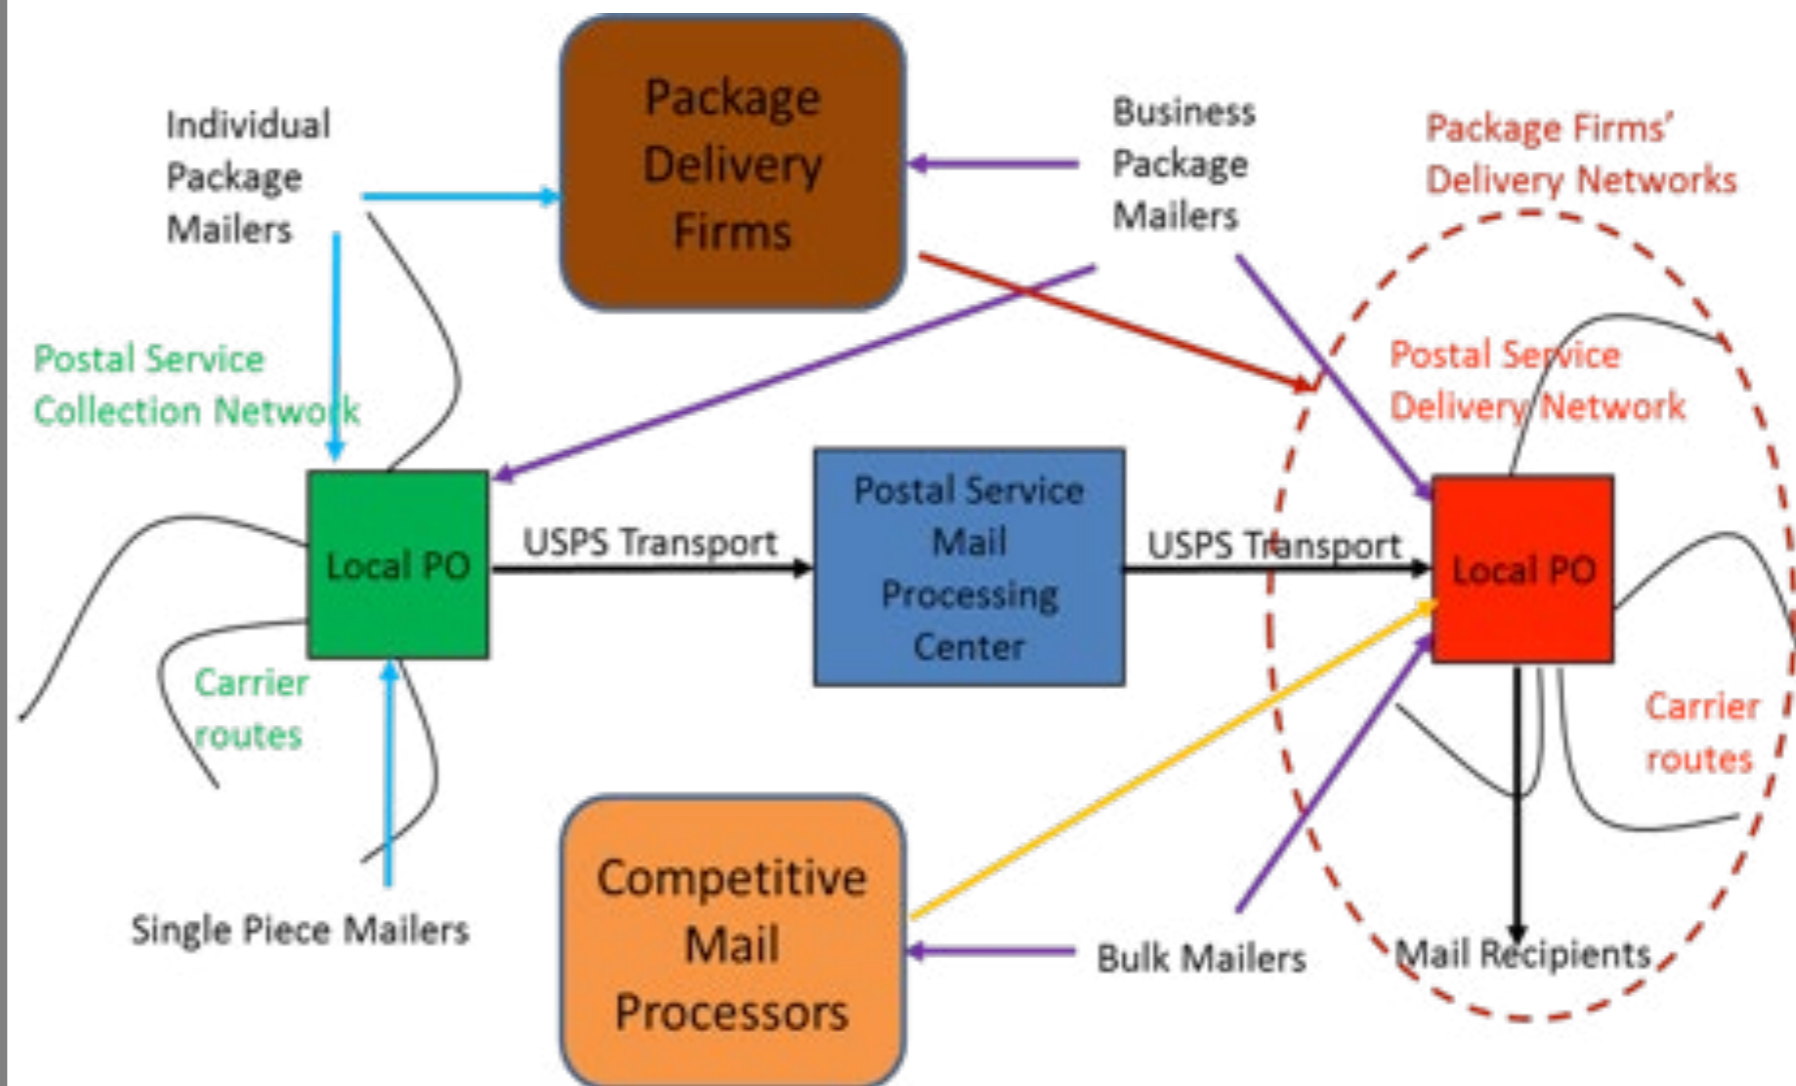 Individual
Package
Mailers
Package
Delivery
Firms
Business
Package
Mailers
Package Firms’
Delivery Networks
Postal Service
Collection Network
Postal Service
Delivery Network
Local PO
USPS Transport
Postal Service
Mail
Processing
Center
USPS Transport
Local PO
Carrier
routes
Carrier
routes
Single Piece Mailers
Competitive
Mail
Processors
Bulk Mailers
Mail Recipients